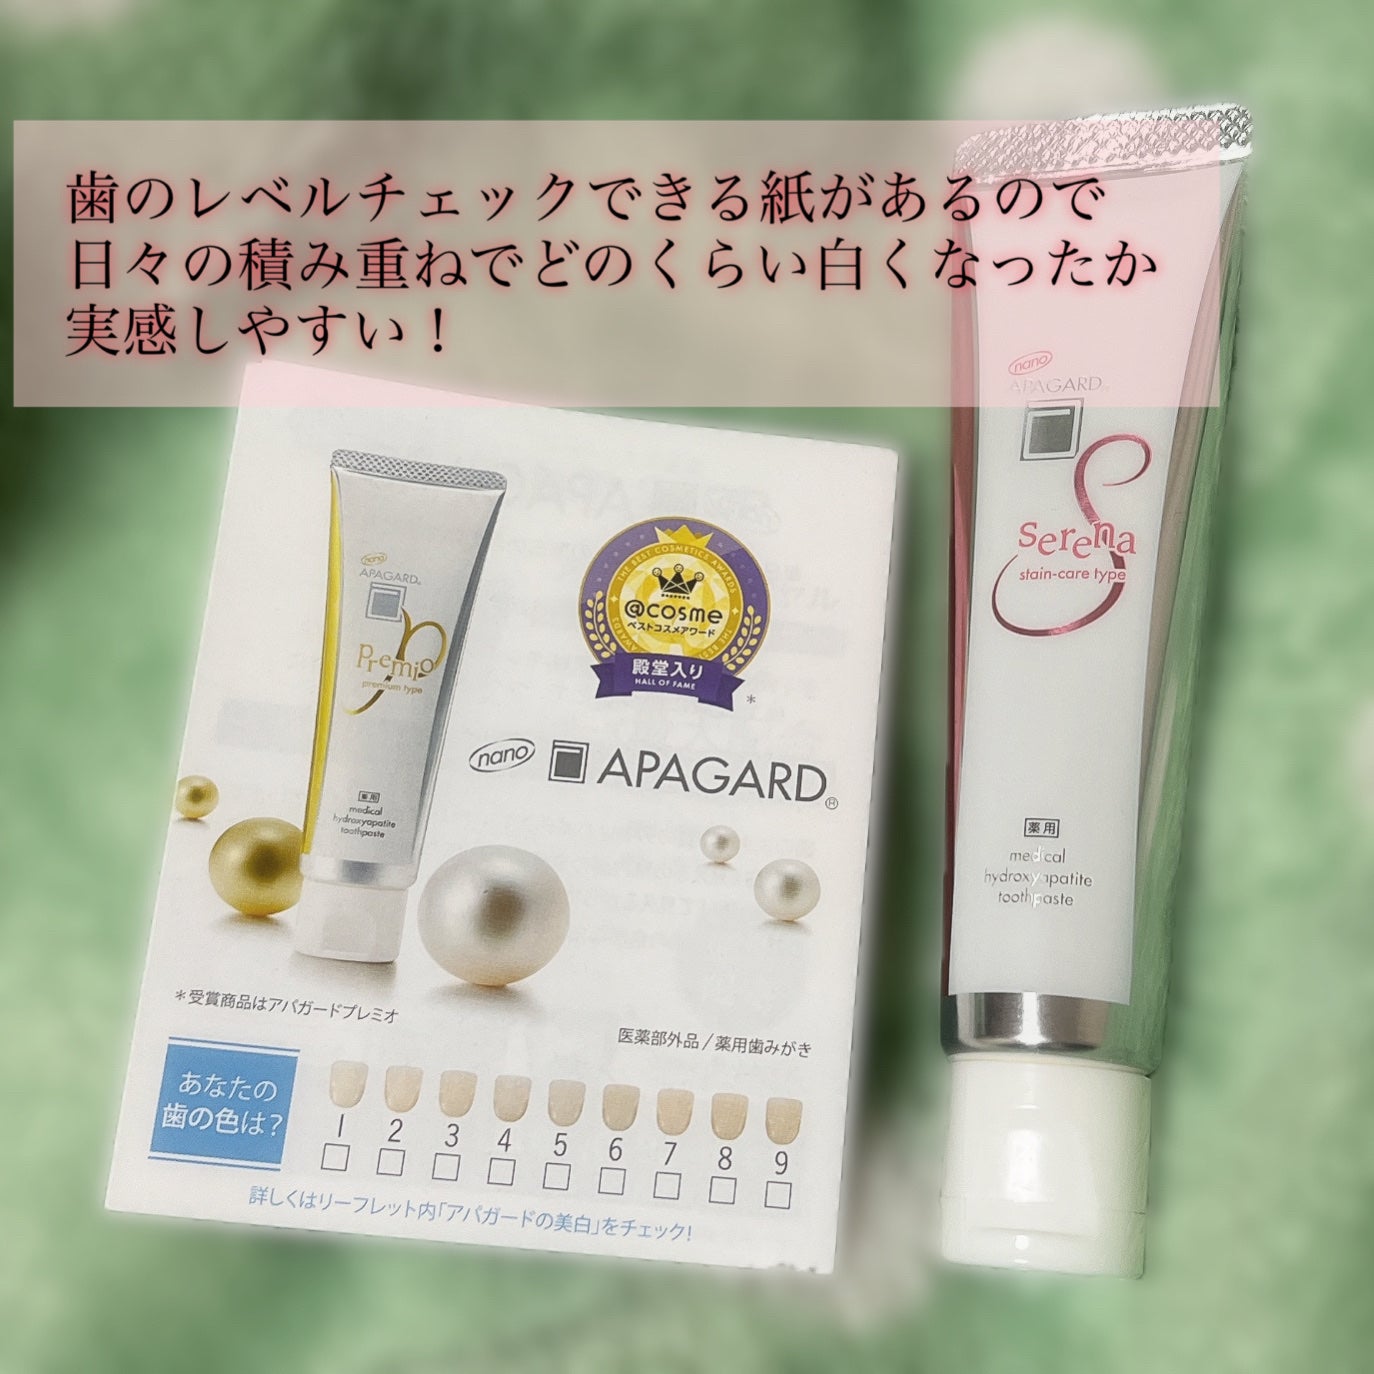 歯のレベルチェックできる紙があるので
日々の積み重ねでどのくらい白くなったか
実感しやすい！
nano
APAGARD
Serena
stain-care type
薬用
medical
hydroxyapatite
toothpaste
nano
APAGARD®
Premio
premium type
薬用
medical
hydroxyapatite
toothpaste
THE BEST COSMETICS AWARDS
@cosme
ベストコスメアワード
殿堂入り
HALL OF FAME
*
nano APAGARD®
*受賞商品はアパガードプレミオ
医薬部外品/薬用歯みがき
あなたの
歯の色は?
1 2 3 4 5 6 7 8 9
詳しくはリーフレット内「アパガードの美白」をチェック!